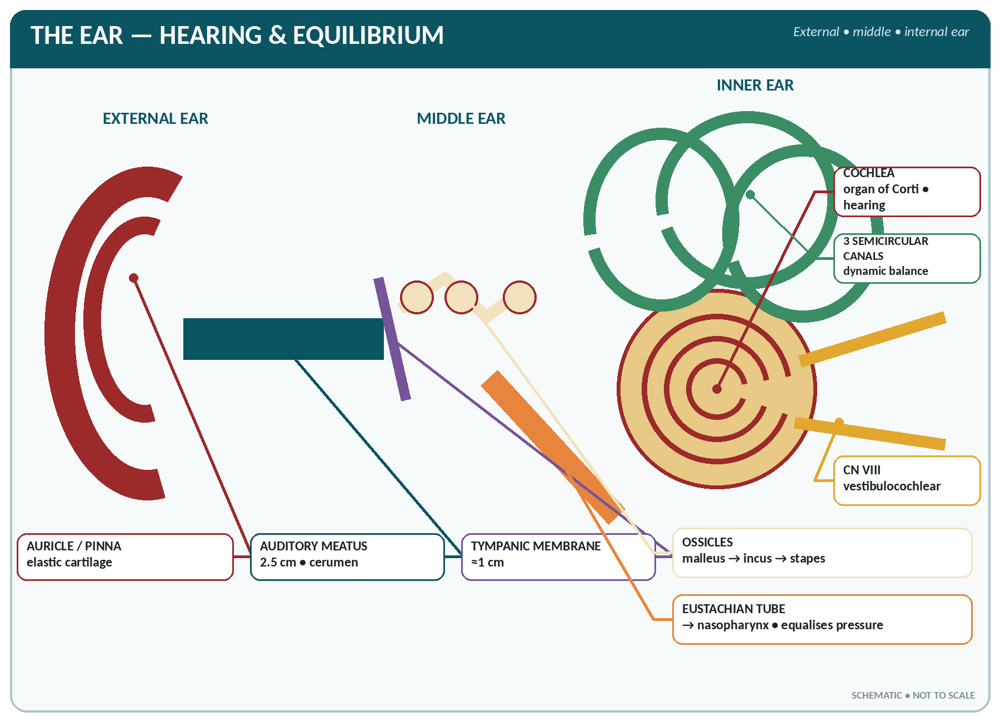 THE EAR — HEARING & EQUILIBRIUM
External • middle • internal ear
INNER EAR
EXTERNAL EAR
MIDDLE EAR
COCHLEA
organ of Corti •
hearing
3 SEMICIRCULAR
CANALS
dynamic balance
CN VIII
vestibulocochlear
AURICLE / PINNA
elastic cartilage
AUDITORY MEATUS
2.5 cm • cerumen
TYMPANIC MEMBRANE
≈1 cm
OSSICLES
malleus → incus → stapes
EUSTACHIAN TUBE
→ nasopharynx • equalises pressure
SCHEMATIC • NOT TO SCALE